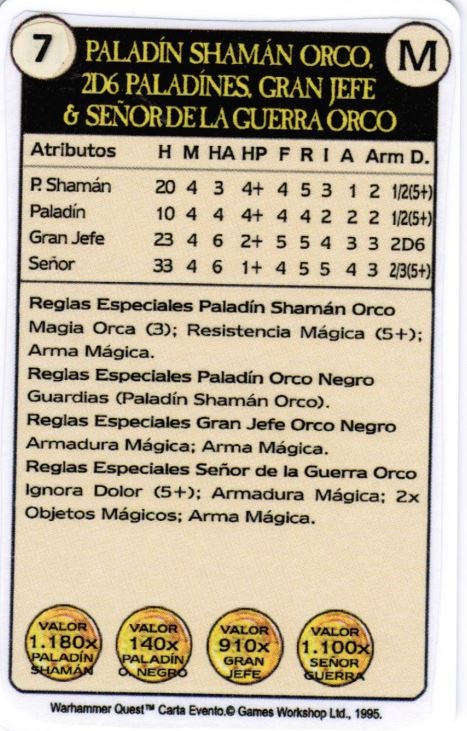 7
M
PALADÍN SHAMÁN ORCO,
2D6 PALADÍNES, GRAN JEFE
& SEÑOR DE LA GUERRA ORCO
Atributos H M HA HP F R I A Arm D.
P. Shamán 20 4 3 4+ 4 5 3 1 2 1/2(5+)
Paladín 10 4 4 4+ 4 4 2 2 2 1/2(5+)
Gran Jefe 23 4 6 2+ 5 5 4 3 3 2D6
Señor 33 4 6 1+ 4 5 5 4 3 2/3(5+)
Reglas Especiales Paladín Shamán Orco
Magia Orca (3); Resistencia Mágica (5+);
Arma Mágica.
Reglas Especiales Paladín Orco Negro
Guardias (Paladín Shamán Orco).
Reglas Especiales Gran Jefe Orco Negro
Armadura Mágica; Arma Mágica.
Reglas Especiales Señor de la Guerra Orco
Ignora Dolor (5+); Armadura Mágica; 2x
Objetos Mágicos; Arma Mágica.
VALOR
1.180x
PALADÍN
SHAMÁN
VALOR
140x
PALADÍN
O. NEGRO
VALOR
910x
GRAN
JEFE
VALOR
1.100x
SEÑOR
GUERRA
Warhammer Quest™ Carta Evento.© Games Workshop Ltd., 1995.